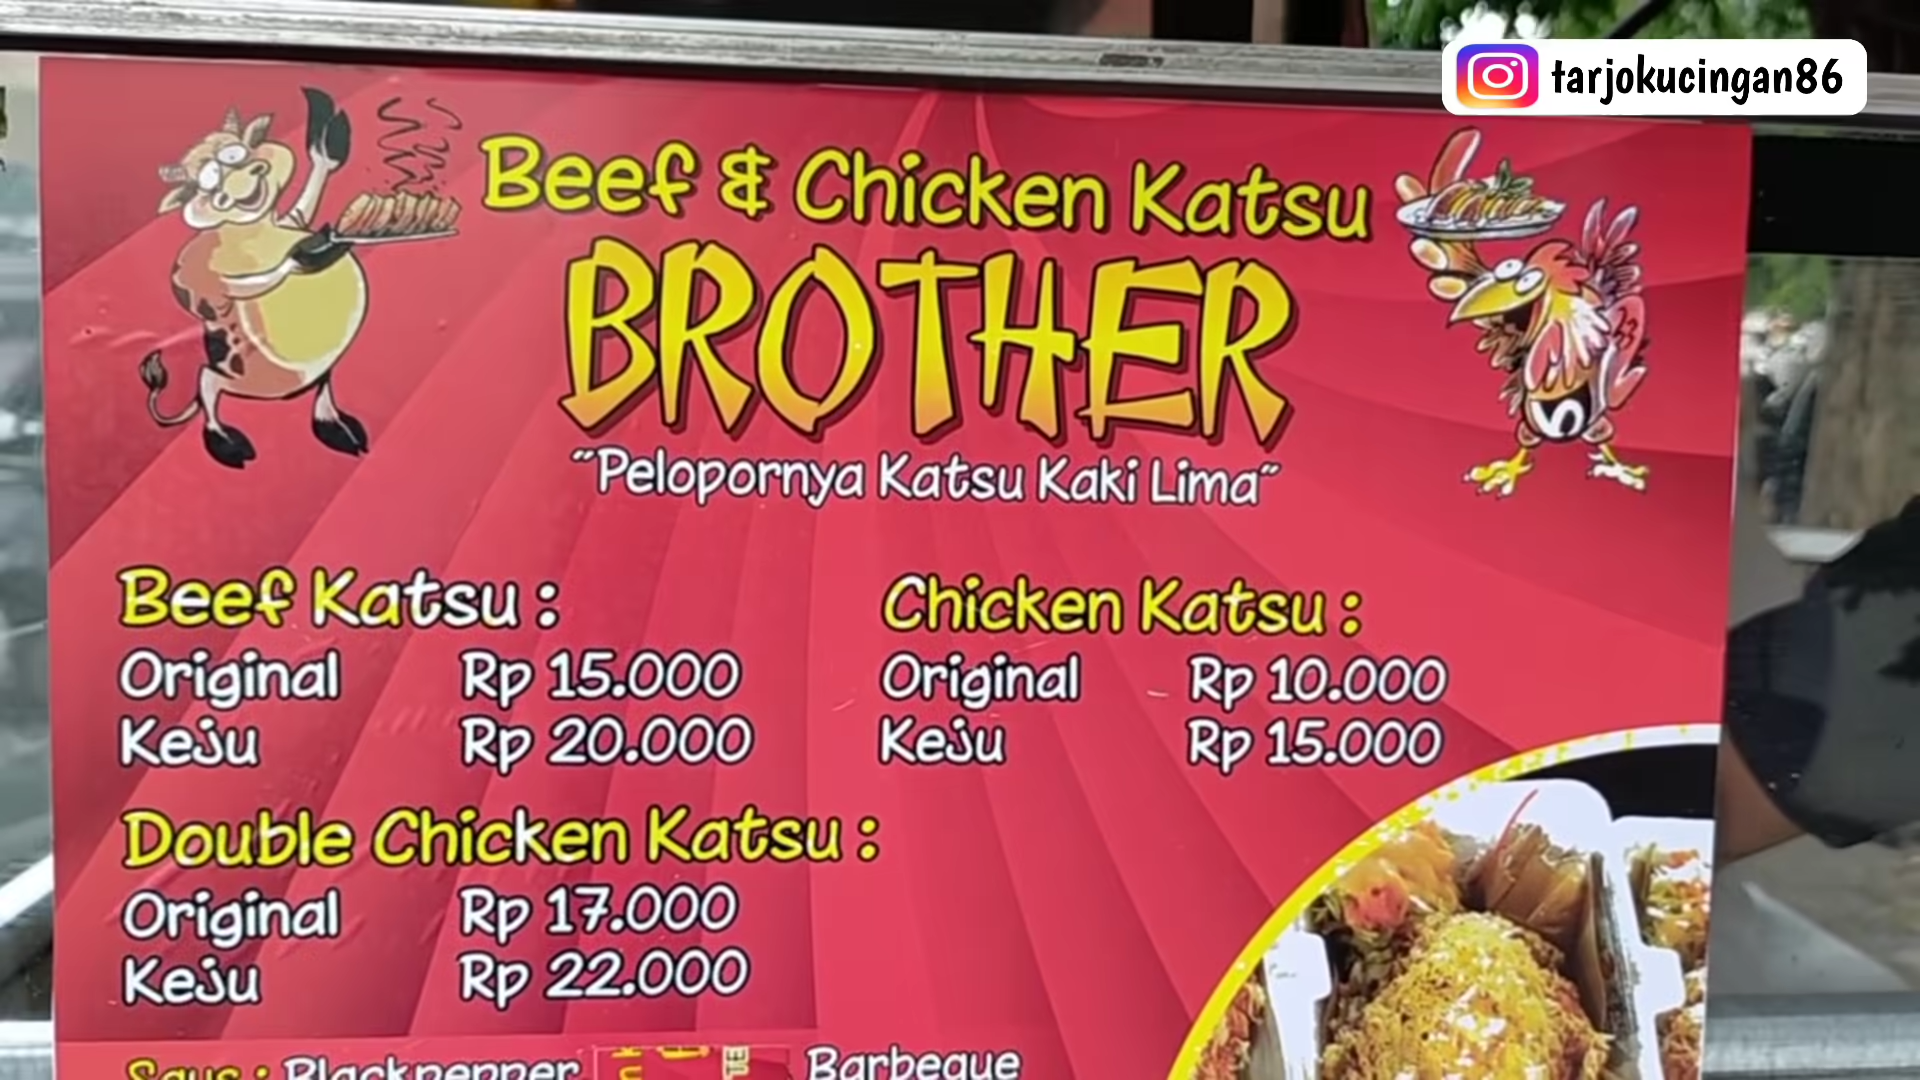 tarjokucingan86
Beef & Chicken Katsu
BROTHER
"Pelopornya Katsu Kaki Lima"
Beef Katsu :
Original Rp 15.000
Keju Rp 20.000
Chicken Katsu :
Original Rp 10.000
Keju Rp 15.000
Double Chicken Katsu :
Original Rp 17.000
Keju Rp 22.000
Saus : Blackpepper Barbeque